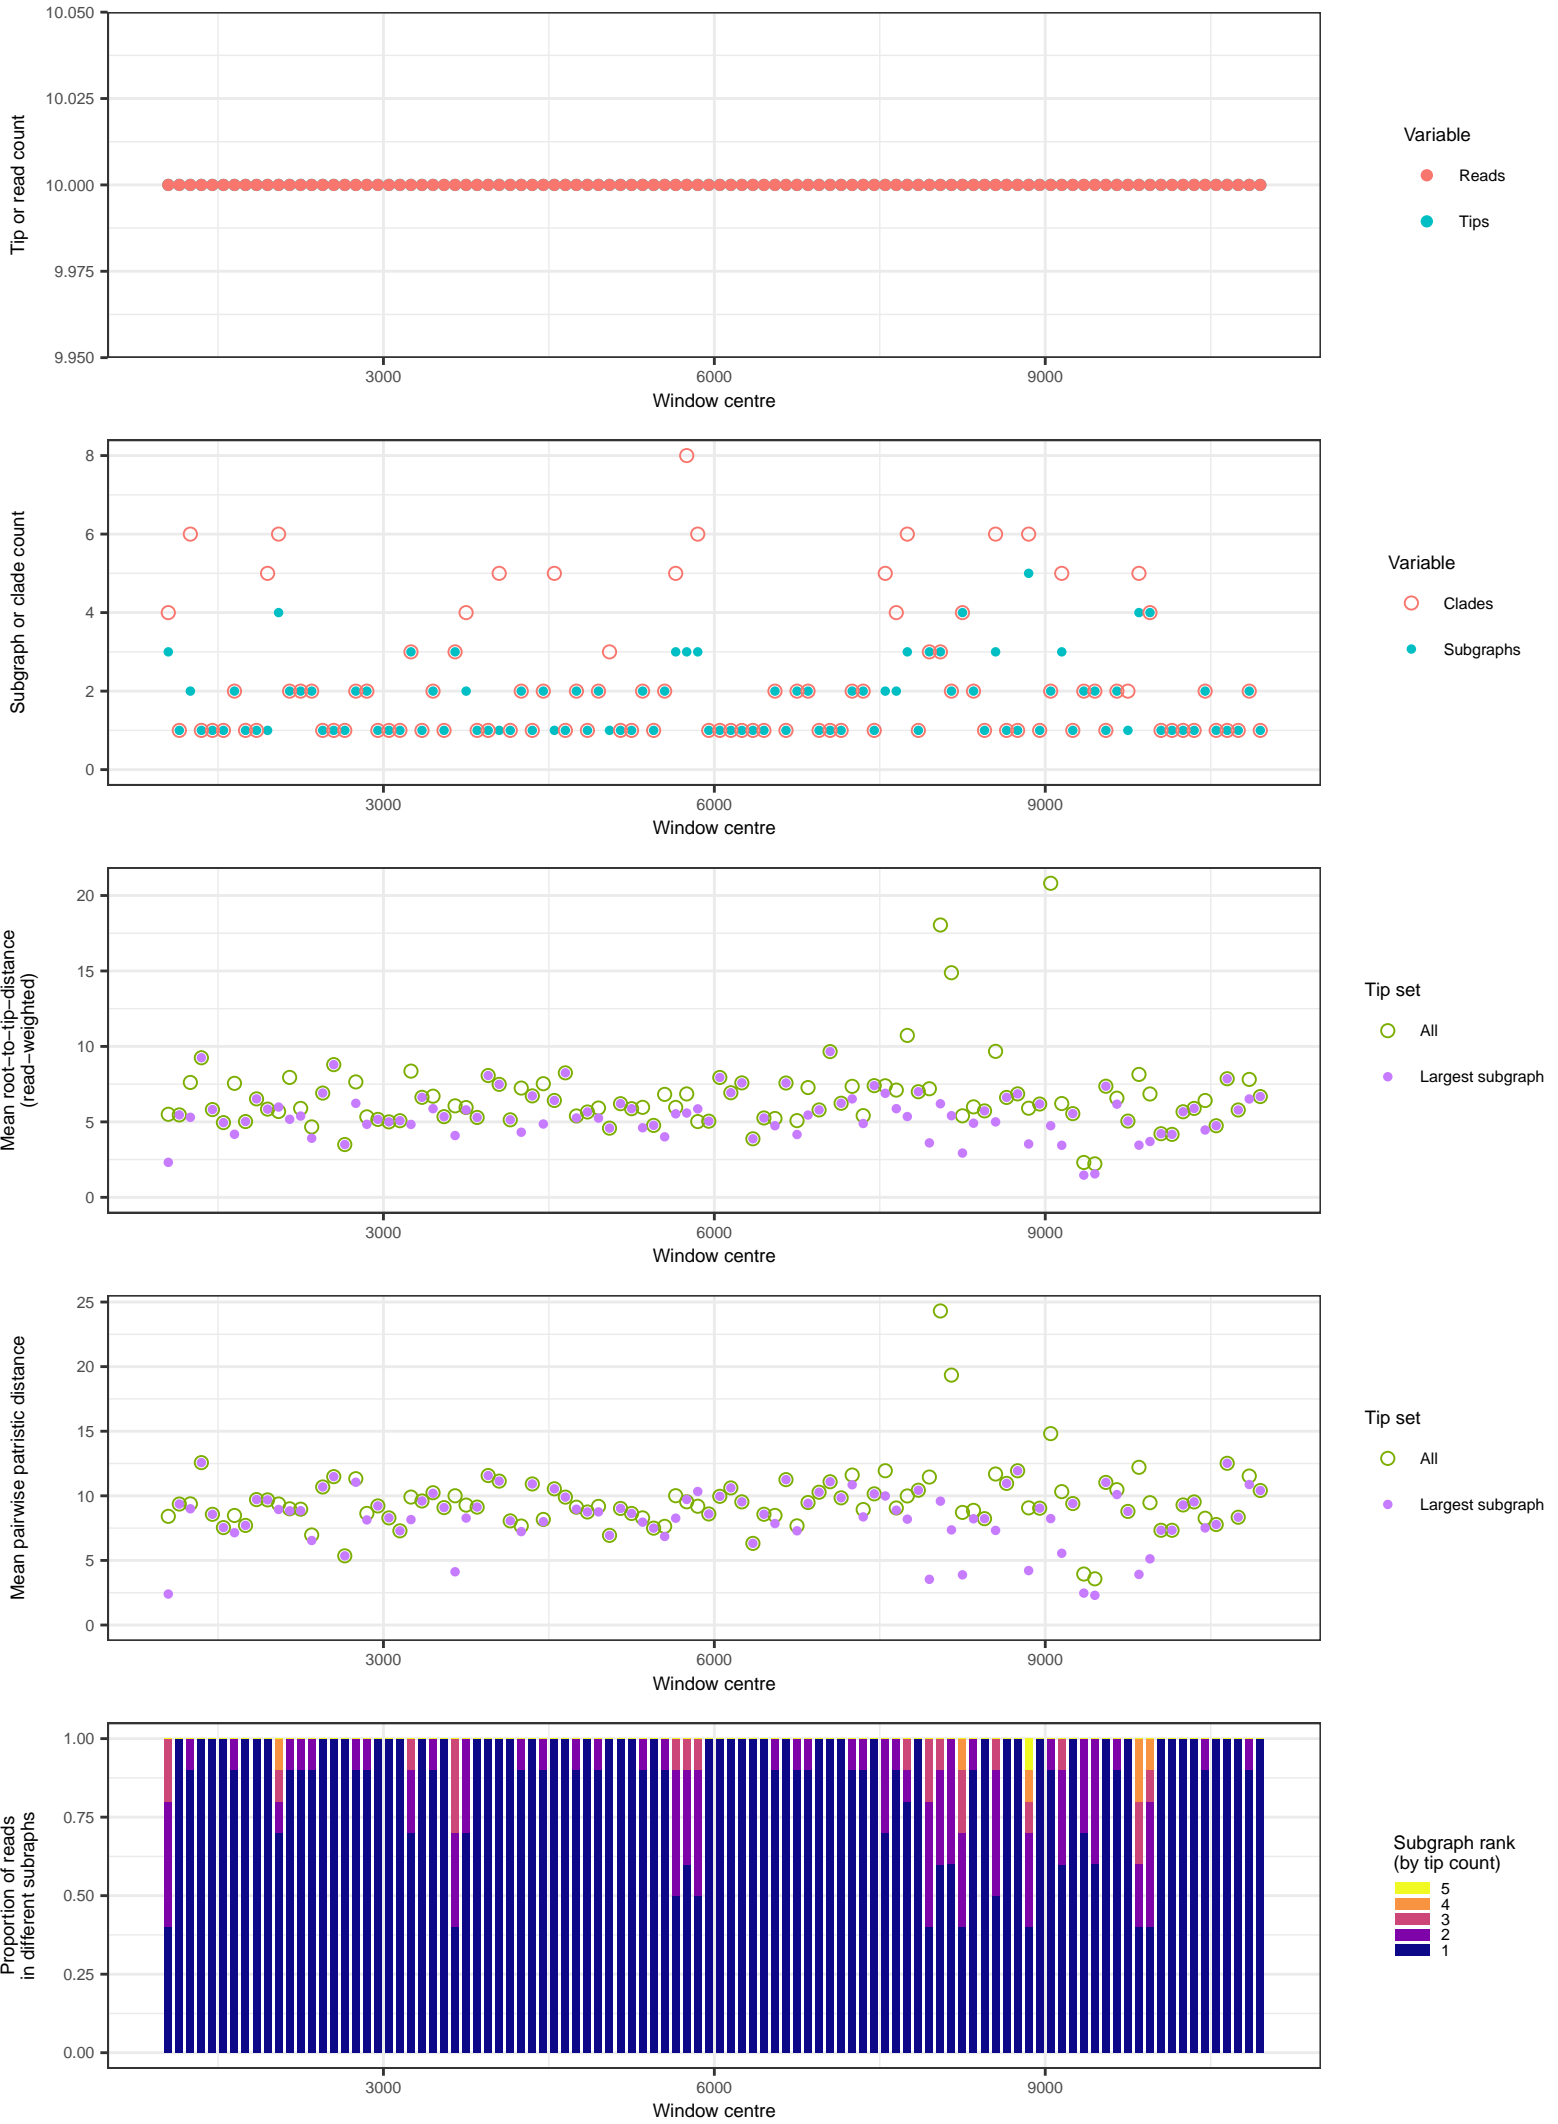 10.050
10.025
10.000
9.975
9.950
Tip or read count
3000
6000
9000
Window centre
Variable
Reads
Tips
8
6
4
2
0
Subgraph or clade count
3000
6000
9000
Window centre
Variable
Clades
Subgraphs
20
15
10
5
0
Mean root−to−tip−distance
(read−weighted)
3000
6000
9000
Window centre
Tip set
All
Largest subgraph
25
20
15
10
5
0
Mean pairwise patristic distance
3000
6000
9000
Window centre
Tip set
All
Largest subgraph
1.00
0.75
0.50
0.25
0.00
Proportion of reads
in different subraphs
3000
6000
9000
Window centre
Subgraph rank
(by tip count)
5
4
3
2
1